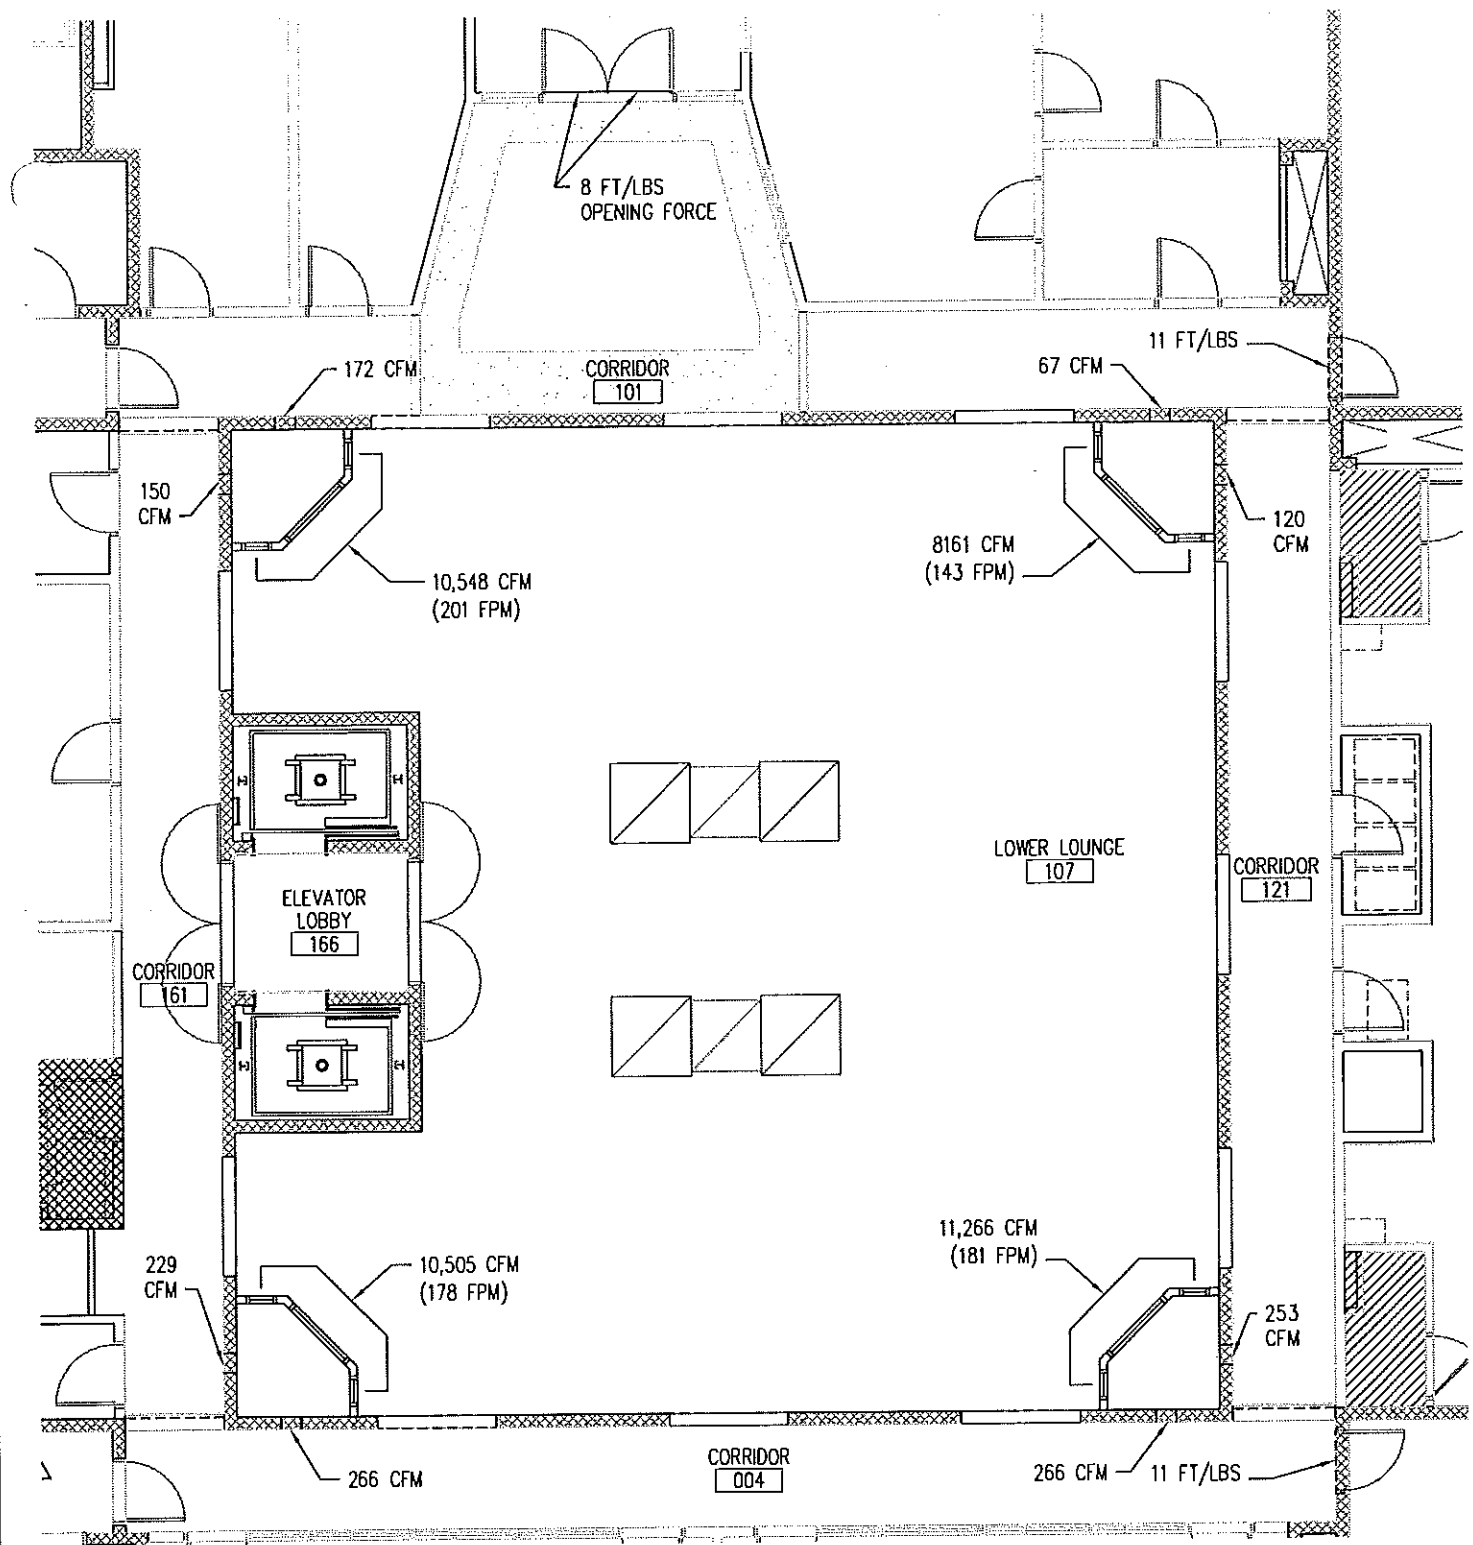 8 FT/LBS
OPENING FORCE
11 FT/LBS
172 CFM
CORRIDOR
101
67 CFM
150
CFM
10,548 CFM
(201 FPM)
8161 CFM
(143 FPM)
120
CFM
LOWER LOUNGE
107
CORRIDOR
121
ELEVATOR
LOBBY
166
CORRIDOR
161
229
CFM
10,505 CFM
(178 FPM)
11,266 CFM
(181 FPM)
253
CFM
266 CFM
CORRIDOR
004
266 CFM
11 FT/LBS